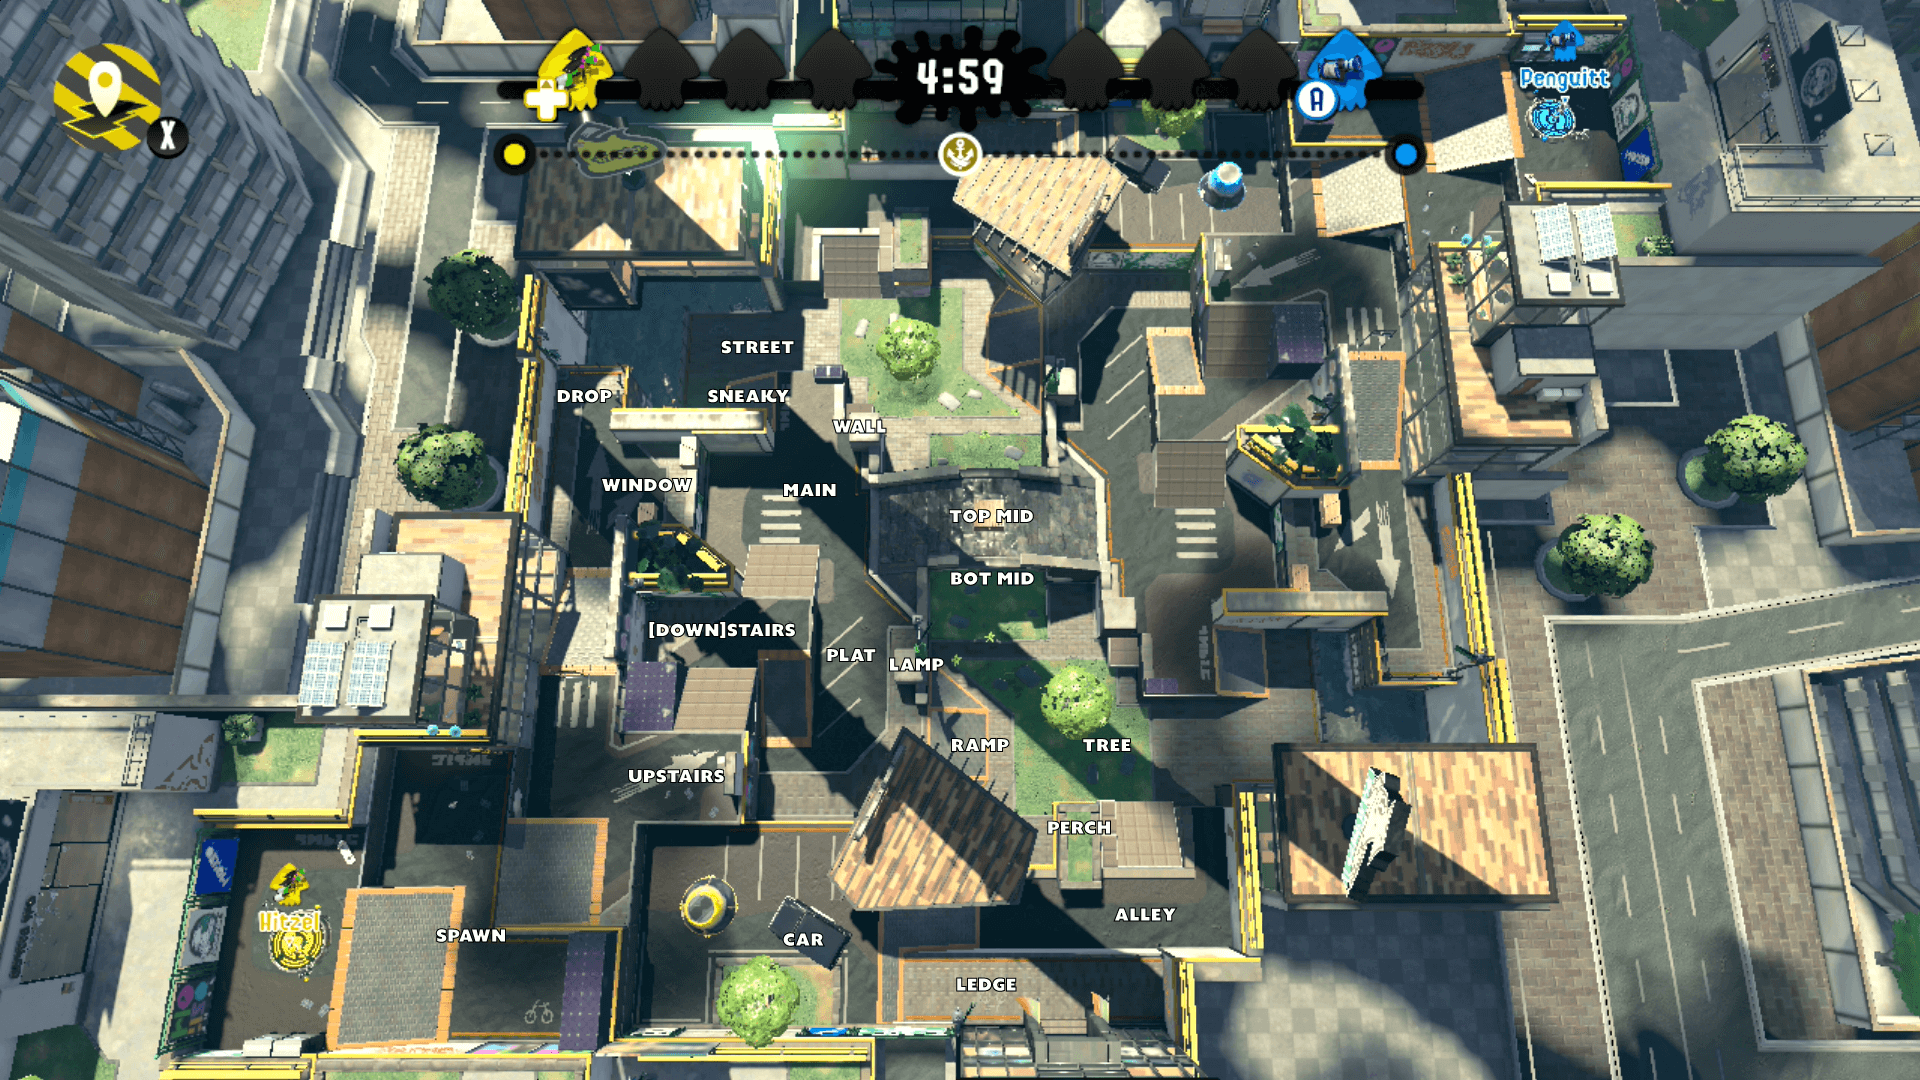 4:59
Penguitt
A
X
STREET
DROP
SNEAKY
WALL
WINDOW
MAIN
TOP MID
BOT MID
[DOWN]STAIRS
PLAT
LAMP
RAMP
TREE
UPSTAIRS
PERCH
Hitzel
ALLEY
SPAWN
CAR
LEDGE